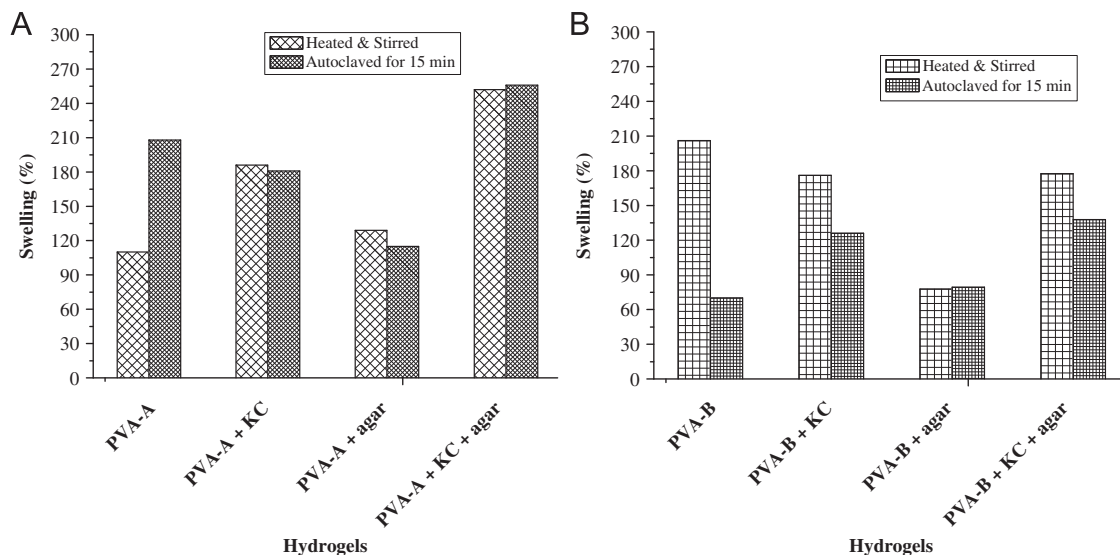 A
Heated & Stirred
Autoclaved for 15 min
300
270
240
210
180
150
120
90
60
30
0
Swelling (%)
PVA-A
PVA-A + KC
PVA-A + agar
PVA-A + KC + agar
Hydrogels
B
Heated & Stirred
Autoclaved for 15 min
300
270
240
210
180
150
120
90
60
30
0
Swelling (%)
PVA-B
PVA-B + KC
PVA-B + agar
PVA-B + KC + agar
Hydrogels